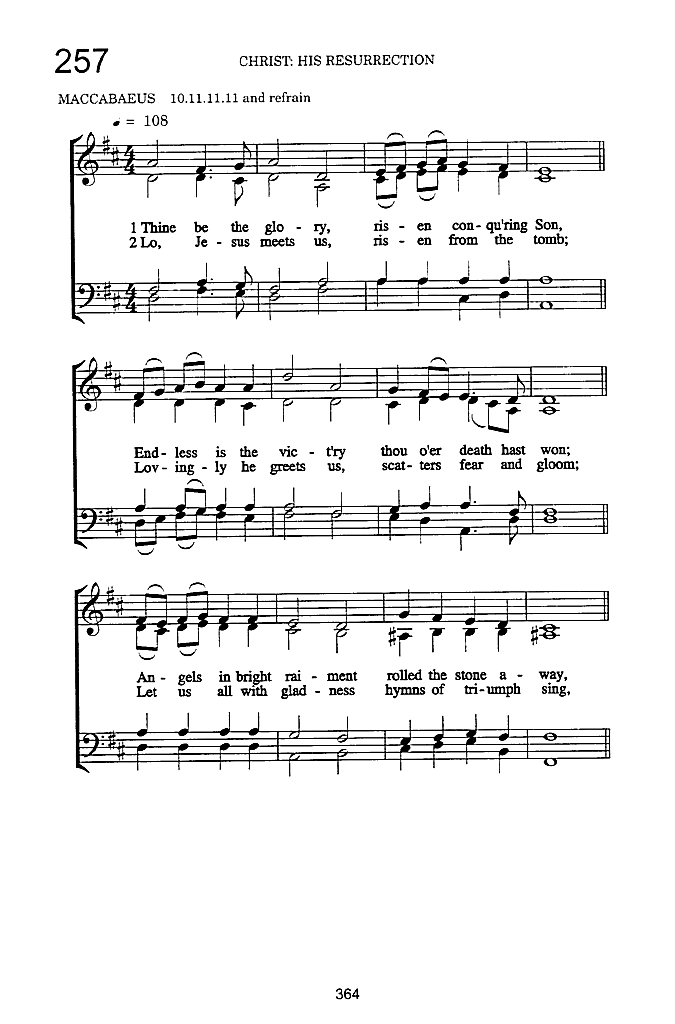 257
CHRIST: HIS RESURRECTION
MACCABAEUS 10.11.11.11 and refrain
♩ = 108
1 Thine be the glo - ry, ris - en con - qu'ring Son,
2 Lo, Je - sus meets us, ris - en from the tomb;
End - less is the vic - t'ry thou o'er death hast won;
Lov - ing - ly he greets us, scat - ters fear and gloom;
An - gels in bright rai - ment rolled the stone a - way,
Let us all with glad - ness hymns of tri - umph sing,
364